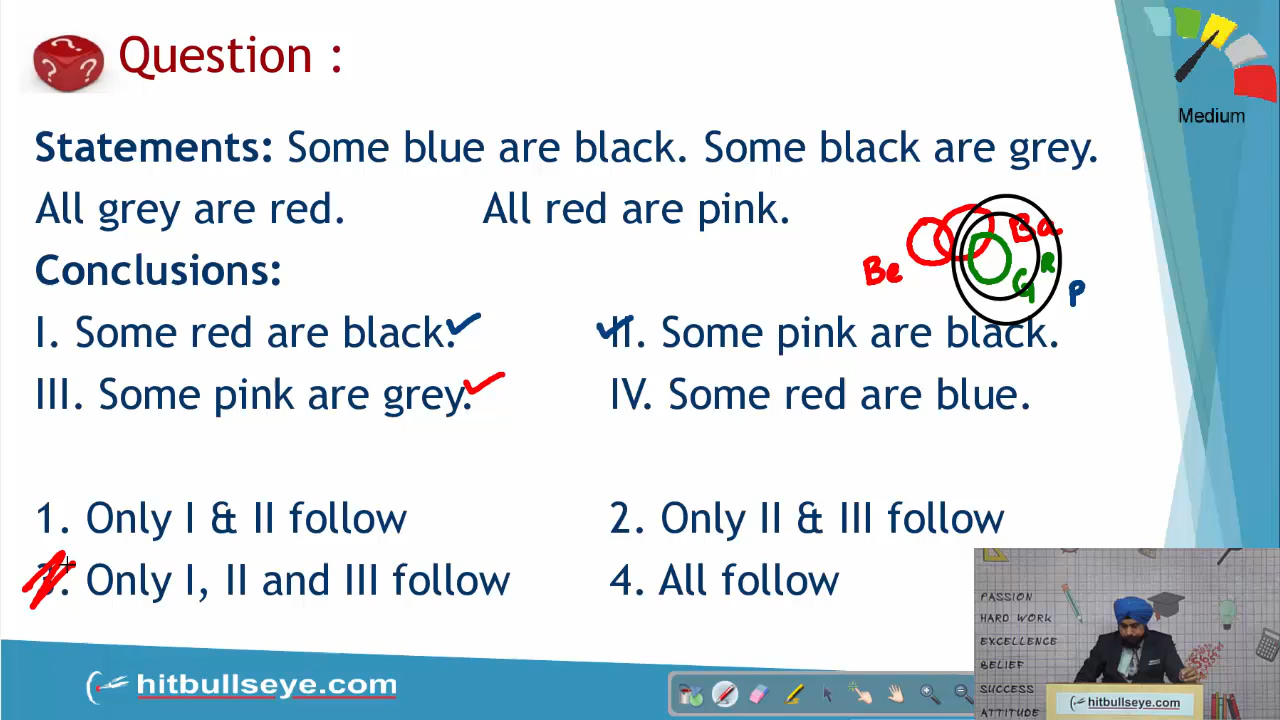 Question :
Medium
Statements: Some blue are black. Some black are grey.
All grey are red. All red are pink.
Ba
Be
R
G
P
Conclusions:
I. Some red are black. II. Some pink are black.
III. Some pink are grey. IV. Some red are blue.
1. Only I & II follow 2. Only II & III follow
3. Only I, II and III follow 4. All follow
PASSION
HARD WORK
EXCELLENCE
BELIEF
SUCCESS
ATTITUDE
hitbullseye.com
hitbullseye.com